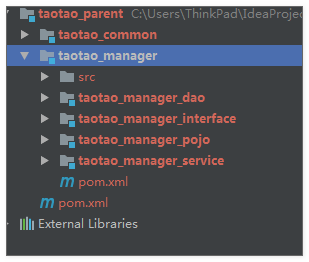 taotao_parent C:\Users\ThinkPad\IdeaProjec
taotao_common
taotao_manager
src
taotao_manager_dao
taotao_manager_interface
taotao_manager_pojo
taotao_manager_service
pom.xml
pom.xml
External Libraries